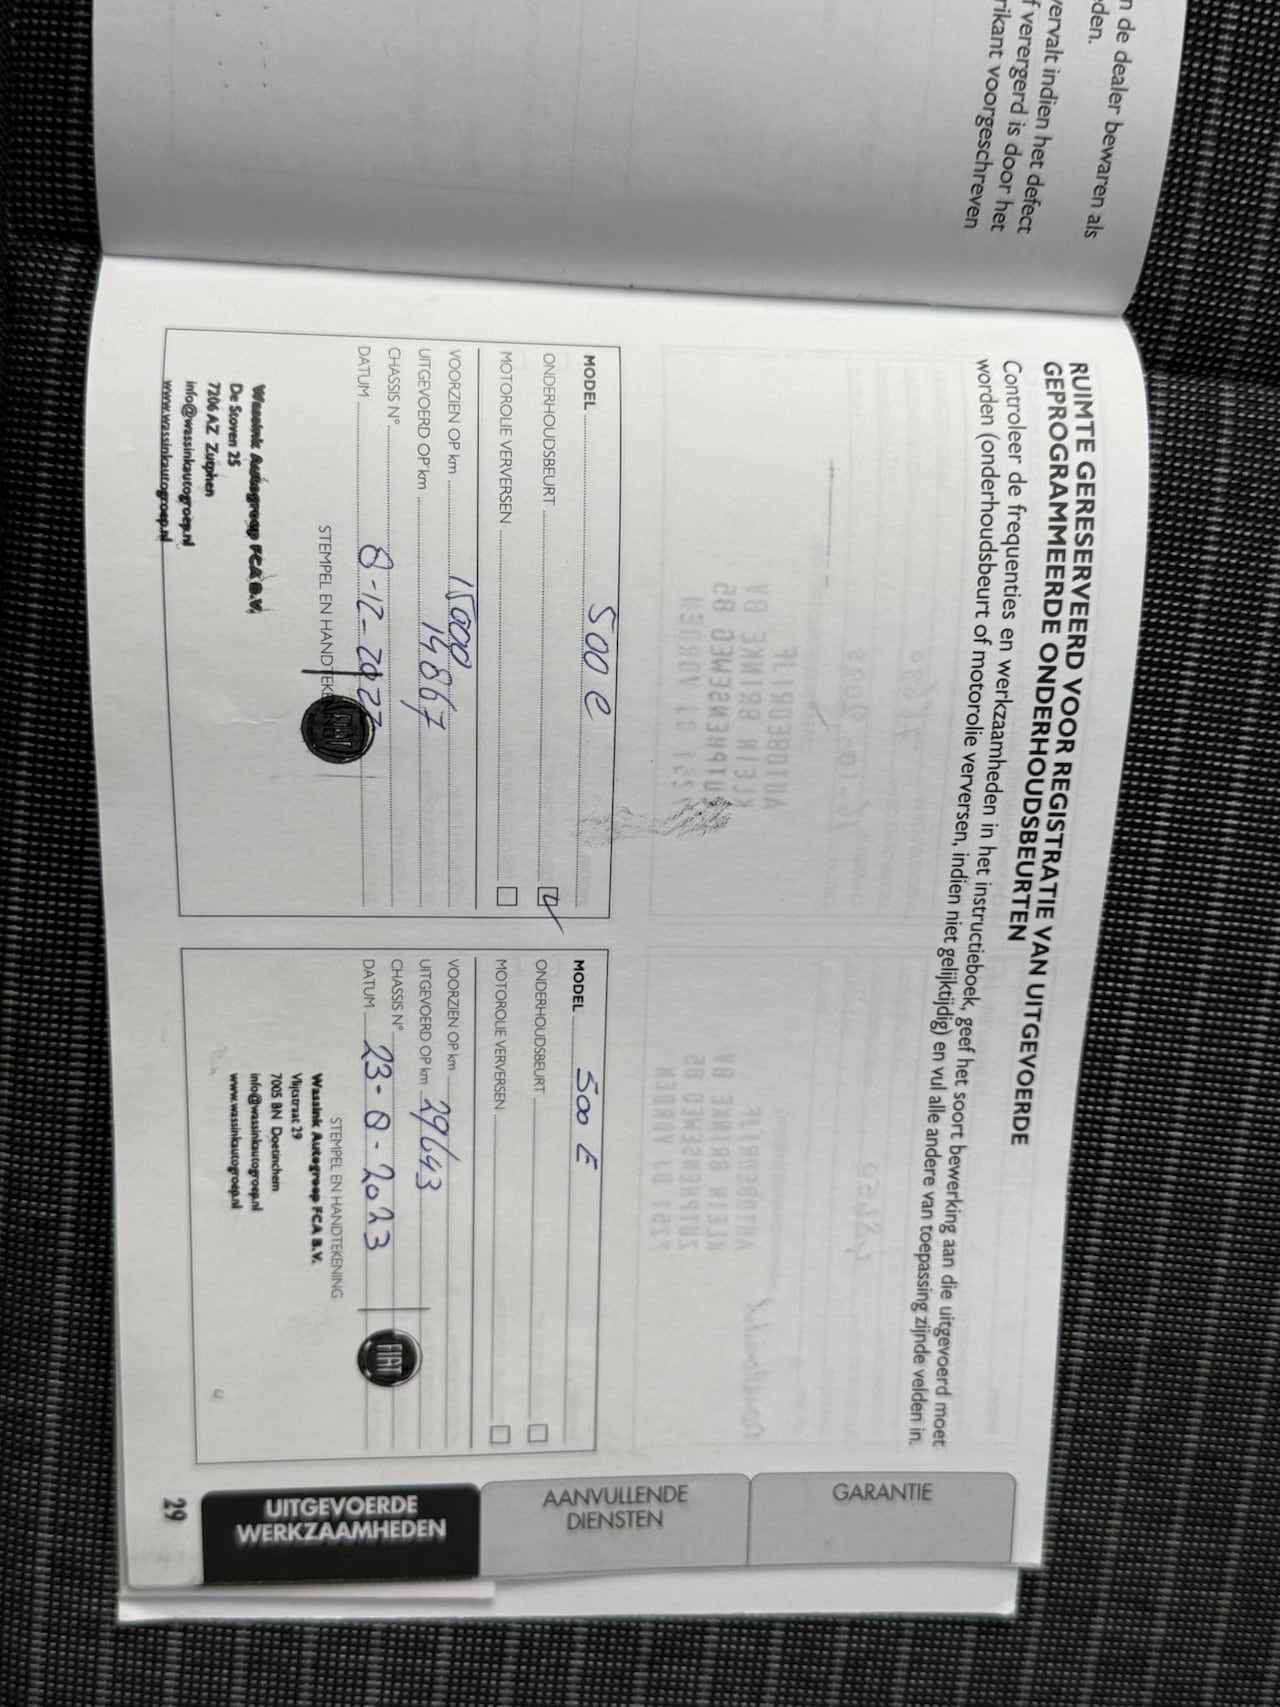 n de dealer bewaren als
eden.
vervalt indien het defect
f verergerd is door het
rikant voorgeschreven
RUIMTE GERESERVEERD VOOR REGISTRATIE VAN UITGEVOERDE
GEPROGRAMMEERDE ONDERHOUDSBEURTEN
Controleer de frequenties en werkzaamheden in het instructieboek, geef het soort bewerking aan die uitgevoerd moet
worden (onderhoudsbeurt of motorolie verversen, indien niet gelijktijdig) en vul alle andere van toepassing zijnde velden in.
MODEL 500 e
ONDERHOUDSBEURT
MOTOROLIE VERVERSEN
VOORZIEN OP km 15000
UITGEVOERD OP km 14867
CHASSIS N°
DATUM 8-12-2022
STEMPEL EN HANDTEKENING
FIAT
Wassink Autogroep FCA B.V.
De Stoven 25
7206 AZ Zutphen
info@wassinkautogroep.nl
www.wassinkautogroep.nl
MODEL 500 E
ONDERHOUDSBEURT
MOTOROLIE VERVERSEN
VOORZIEN OP km
UITGEVOERD OP km 29643
CHASSIS N°
DATUM 23-8-2023
STEMPEL EN HANDTEKENING
FIAT
Wassink Autogroep FCA B.V.
Vlijtstraat 29
7005 BN Doetinchem
info@wassinkautogroep.nl
www.wassinkautogroep.nl
GARANTIE
AANVULLENDE
DIENSTEN
UITGEVOERDE
WERKZAAMHEDEN
29